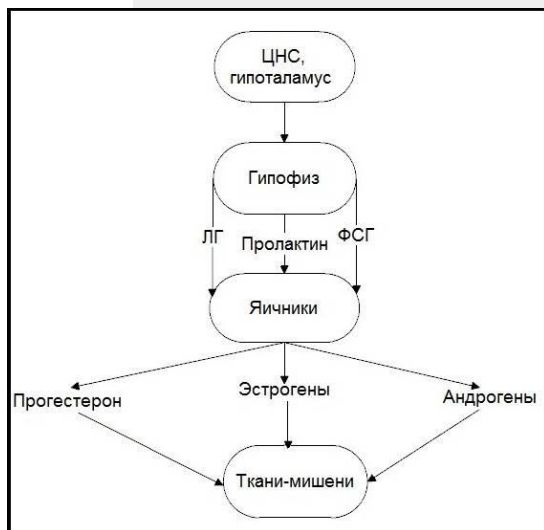 ЦНС,
гипоталамус
Гипофиз
ЛГ
Пролактин
ФСГ
Яичники
Прогестерон
Эстрогены
Андрогены
Ткани-мишени